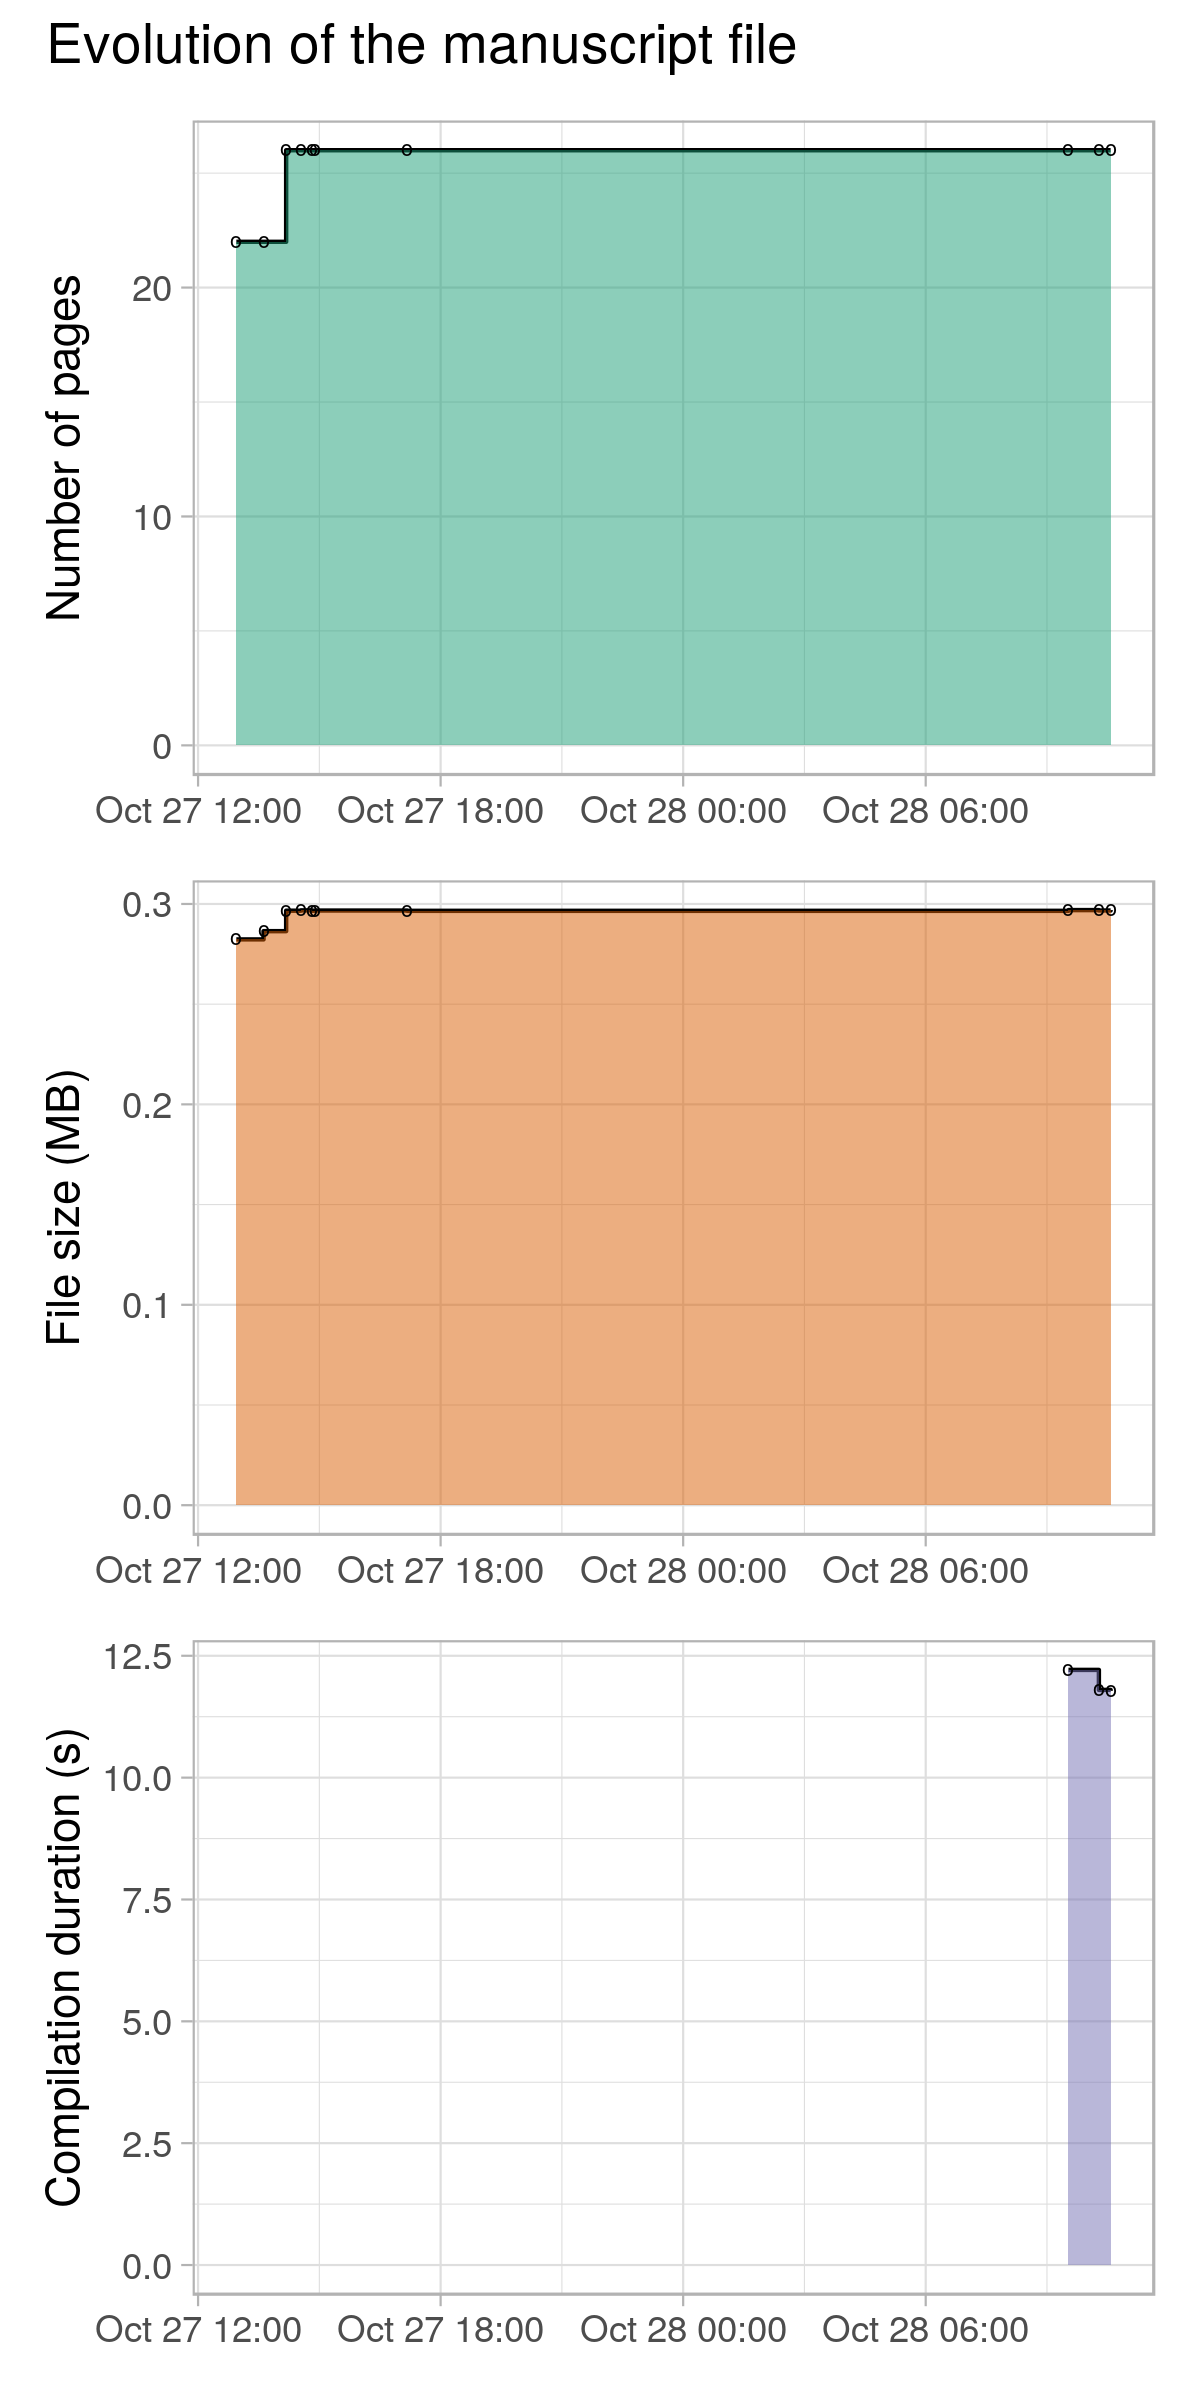 Evolution of the manuscript file
Number of pages
20
10
0
Oct 27 12:00 Oct 27 18:00 Oct 28 00:00 Oct 28 06:00
File size (MB)
0.3
0.2
0.1
0.0
Oct 27 12:00 Oct 27 18:00 Oct 28 00:00 Oct 28 06:00
Compilation duration (s)
12.5
10.0
7.5
5.0
2.5
0.0
Oct 27 12:00 Oct 27 18:00 Oct 28 00:00 Oct 28 06:00